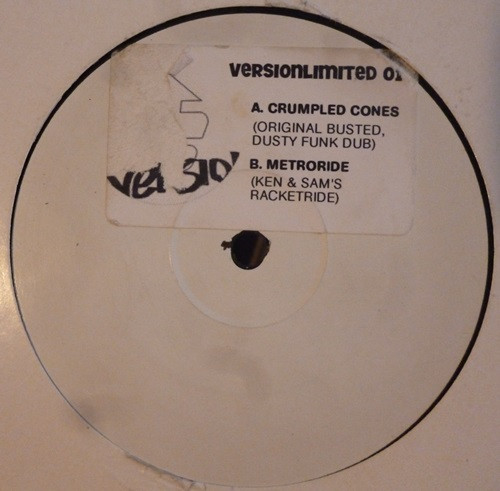 VERSIONLIMITED 01
A. CRUMPLED CONES
(ORIGINAL BUSTED,
DUSTY FUNK DUB)
B. METRORIDE
(KEN & SAM'S
RACKETRIDE)